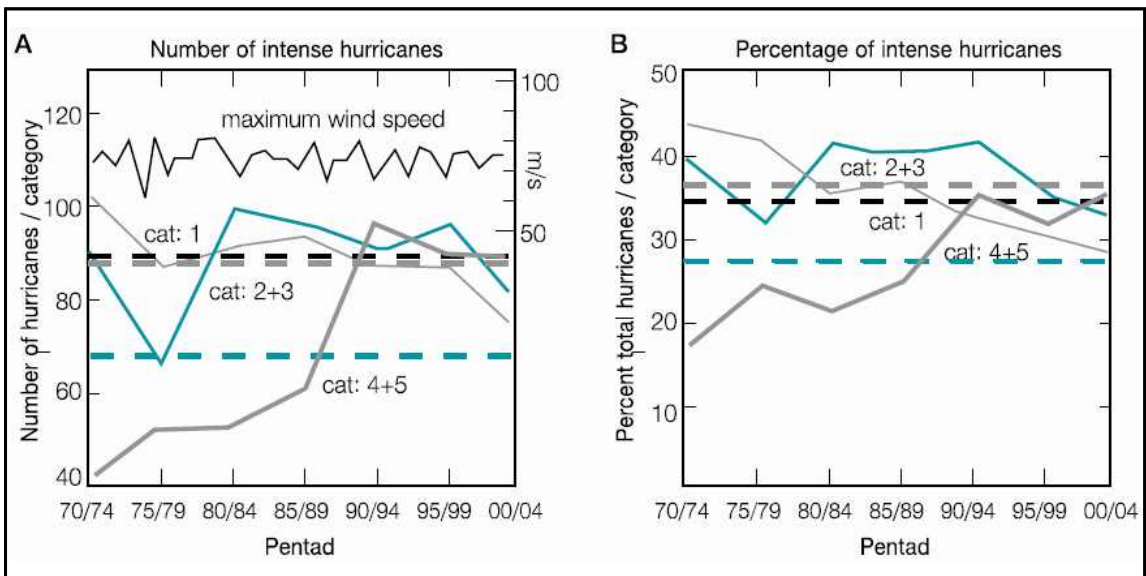 A
Number of intense hurricanes
120
100
80
60
40
Number of hurricanes / category
maximum wind speed
cat: 1
cat: 2+3
cat: 4+5
100
50
m/s
70/74 75/79 80/84 85/89 90/94 95/99 00/04
Pentad
B
Percentage of intense hurricanes
50
40
30
20
10
Percent total hurricanes / category
cat: 2+3
cat: 1
cat: 4+5
70/74 75/79 80/84 85/89 90/94 95/99 00/04
Pentad